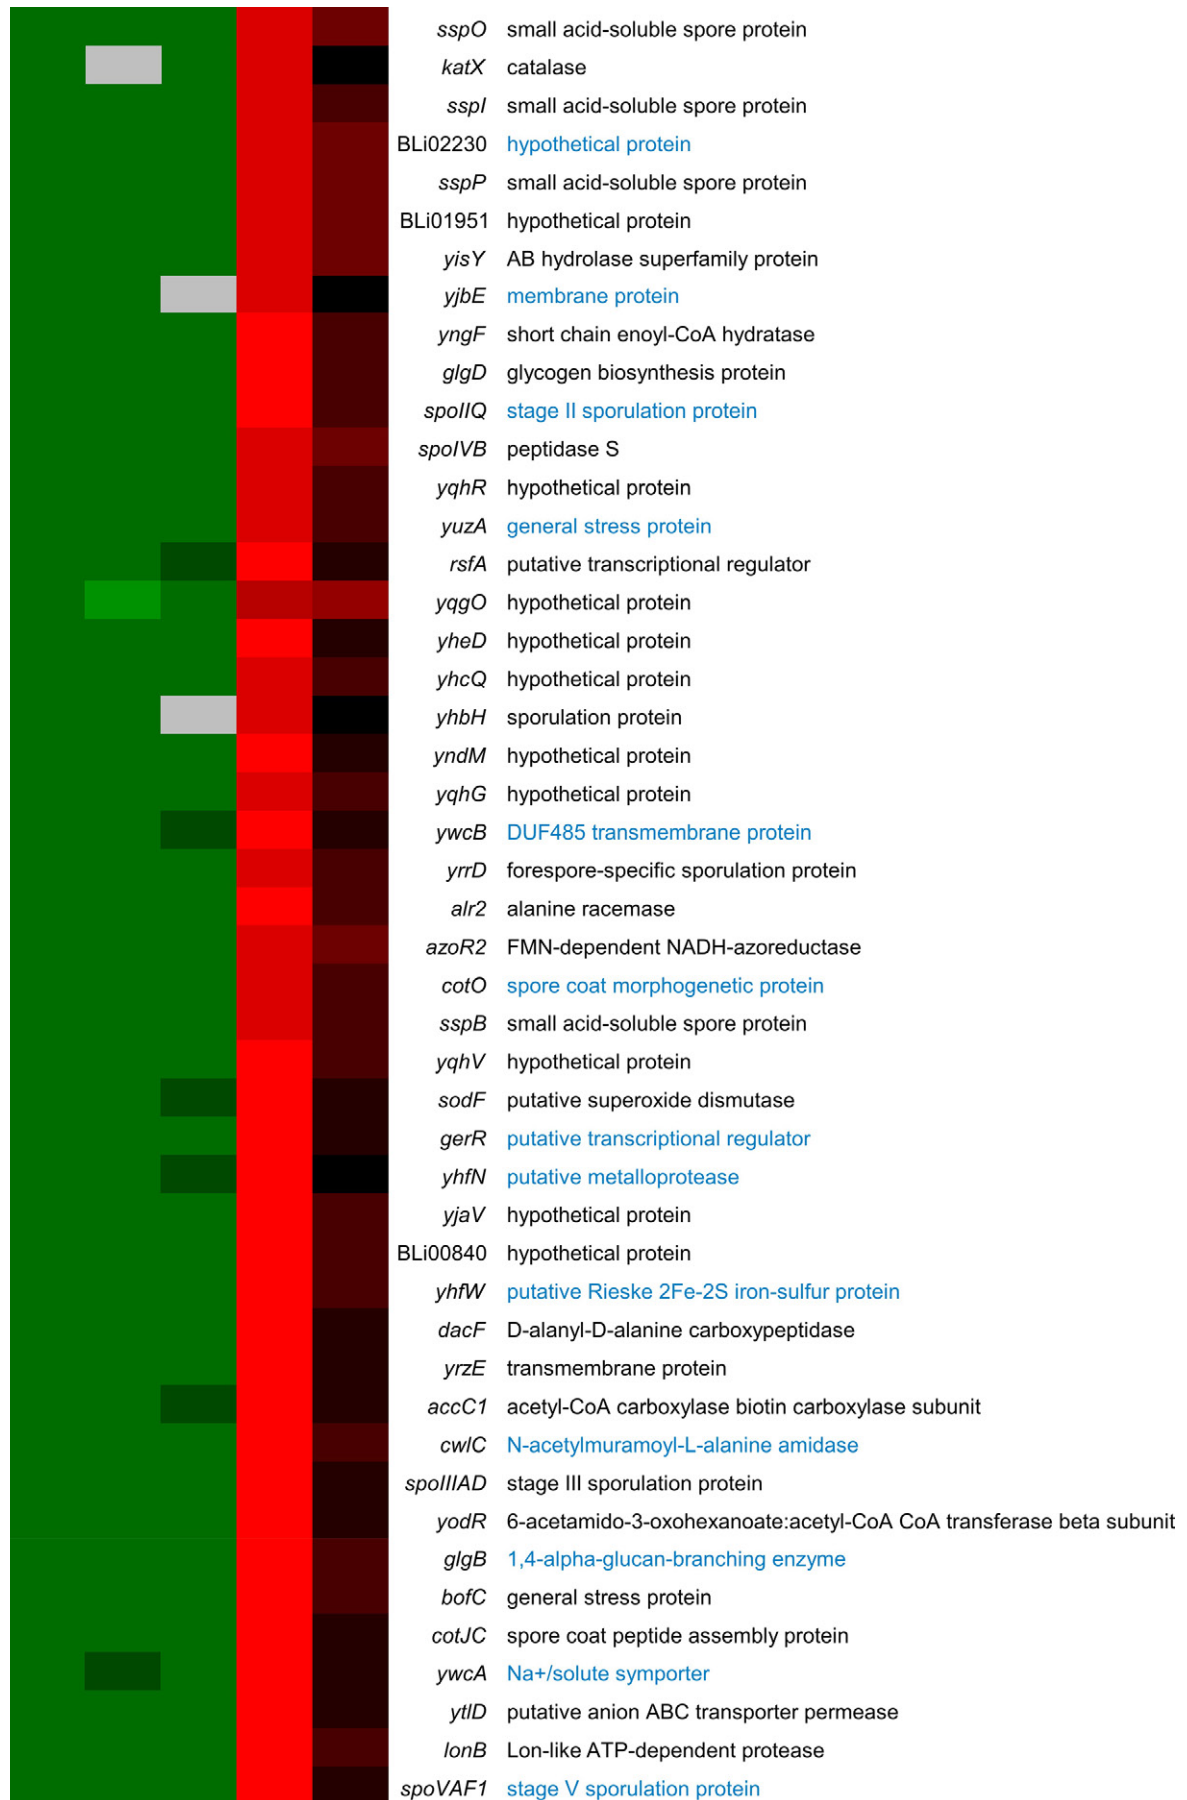 sspO small acid-soluble spore protein
katX catalase
sspI small acid-soluble spore protein
BLi02230 hypothetical protein
sspP small acid-soluble spore protein
BLi01951 hypothetical protein
yisY AB hydrolase superfamily protein
yjbE membrane protein
yngF short chain enoyl-CoA hydratase
glgD glycogen biosynthesis protein
spoIIQ stage II sporulation protein
spoIVB peptidase S
yqhR hypothetical protein
yuzA general stress protein
rsfA putative transcriptional regulator
yqgO hypothetical protein
yheD hypothetical protein
yhcQ hypothetical protein
yhbH sporulation protein
yndM hypothetical protein
yqhG hypothetical protein
ywcB DUF485 transmembrane protein
yrrD forespore-specific sporulation protein
alr2 alanine racemase
azoR2 FMN-dependent NADH-azoreductase
cotO spore coat morphogenetic protein
sspB small acid-soluble spore protein
yqhV hypothetical protein
sodF putative superoxide dismutase
gerR putative transcriptional regulator
yhfN putative metalloprotease
yjaV hypothetical protein
BLi00840 hypothetical protein
yhfW putative Rieske 2Fe-2S iron-sulfur protein
dacF D-alanyl-D-alanine carboxypeptidase
yrzE transmembrane protein
accC1 acetyl-CoA carboxylase biotin carboxylase subunit
cwlC N-acetylmuramoyl-L-alanine amidase
spoIIIAD stage III sporulation protein
yodR 6-acetamido-3-oxohexanoate:acetyl-CoA CoA transferase beta subunit
glgB 1,4-alpha-glucan-branching enzyme
bofC general stress protein
cotJC spore coat peptide assembly protein
ywcA Na+/solute symporter
ytlD putative anion ABC transporter permease
lonB Lon-like ATP-dependent protease
spoVAF1 stage V sporulation protein